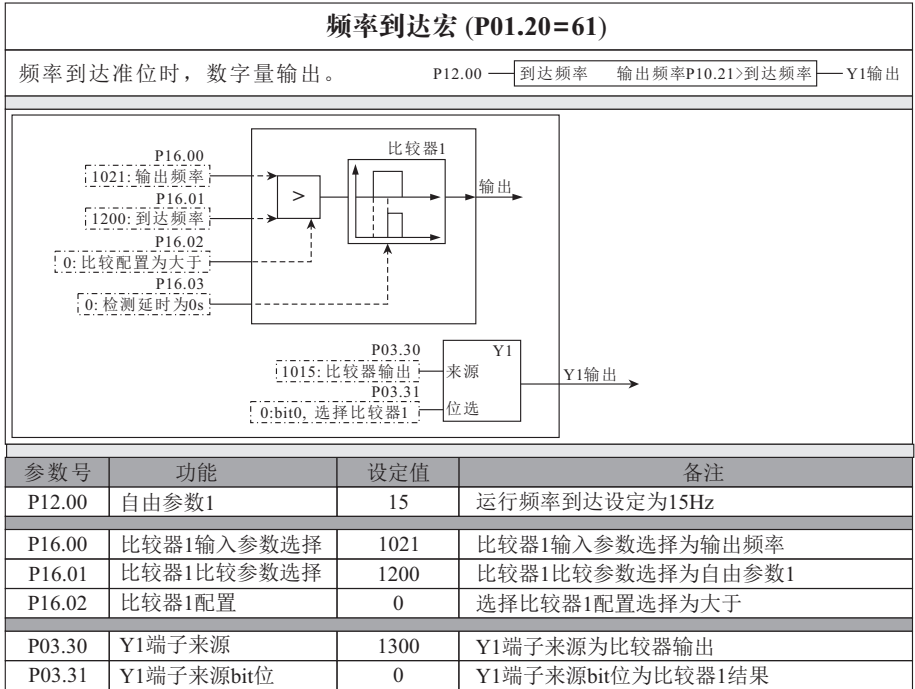 频率到达宏 (P01.20=61)
频率到达准位时，数字量输出。
P12.00 到达频率 输出频率P10.21>到达频率 Y1输出
P16.00
1021: 输出频率
P16.01
1200: 到达频率
P16.02
0: 比较配置为大于
P16.03
0: 检测延时为0s
>
比较器1
输出
P03.30
1015: 比较器输出
P03.31
0:bit0, 选择比较器1
Y1
来源
位选
Y1输出
参数号 功能 设定值 备注
P12.00 自由参数1 15 运行频率到达设定为15Hz
P16.00 比较器1输入参数选择 1021 比较器1输入参数选择为输出频率
P16.01 比较器1比较参数选择 1200 比较器1比较参数选择为自由参数1
P16.02 比较器1配置 0 选择比较器1配置选择为大于
P03.30 Y1端子来源 1300 Y1端子来源为比较器输出
P03.31 Y1端子来源bit位 0 Y1端子来源bit位为比较器1结果